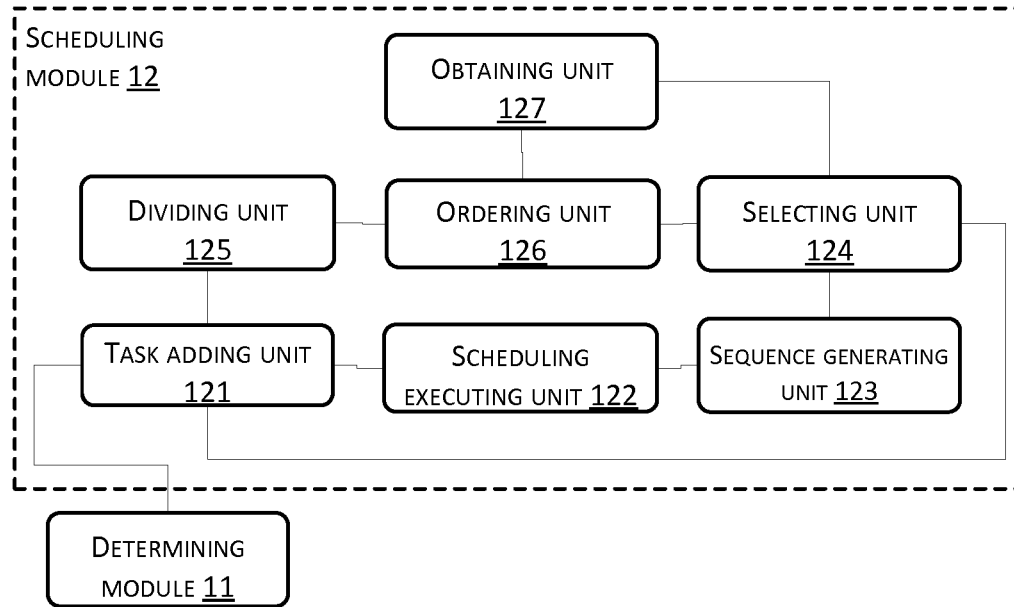 SCHEDULING
MODULE 12
OBTAINING UNIT
127
DIVIDING UNIT
125
ORDERING UNIT
126
SELECTING UNIT
124
TASK ADDING UNIT
121
SCHEDULING
EXECUTING UNIT 122
SEQUENCE GENERATING
UNIT 123
DETERMINING
MODULE 11